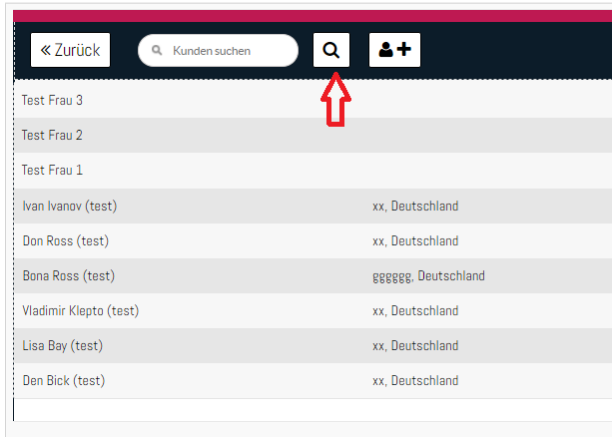 « Zurück Kunden suchen
Test Frau 3
Test Frau 2
Test Frau 1
Ivan Ivanov (test) xx, Deutschland
Don Ross (test) xx, Deutschland
Bona Ross (test) gggggg, Deutschland
Vladimir Klepto (test) xx, Deutschland
Lisa Bay (test) xx, Deutschland
Den Bick (test) xx, Deutschland